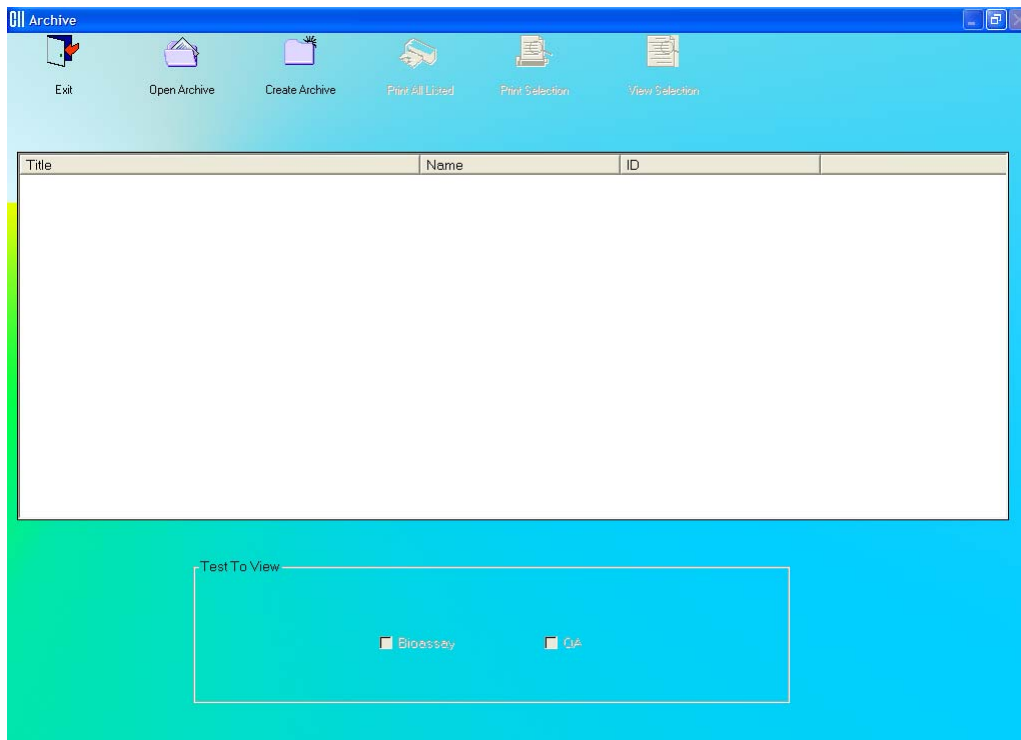 Archive
Exit Open Archive Create Archive Print All Listed Print Selection View Selection
Title Name ID
Test To View
Bioassay QA